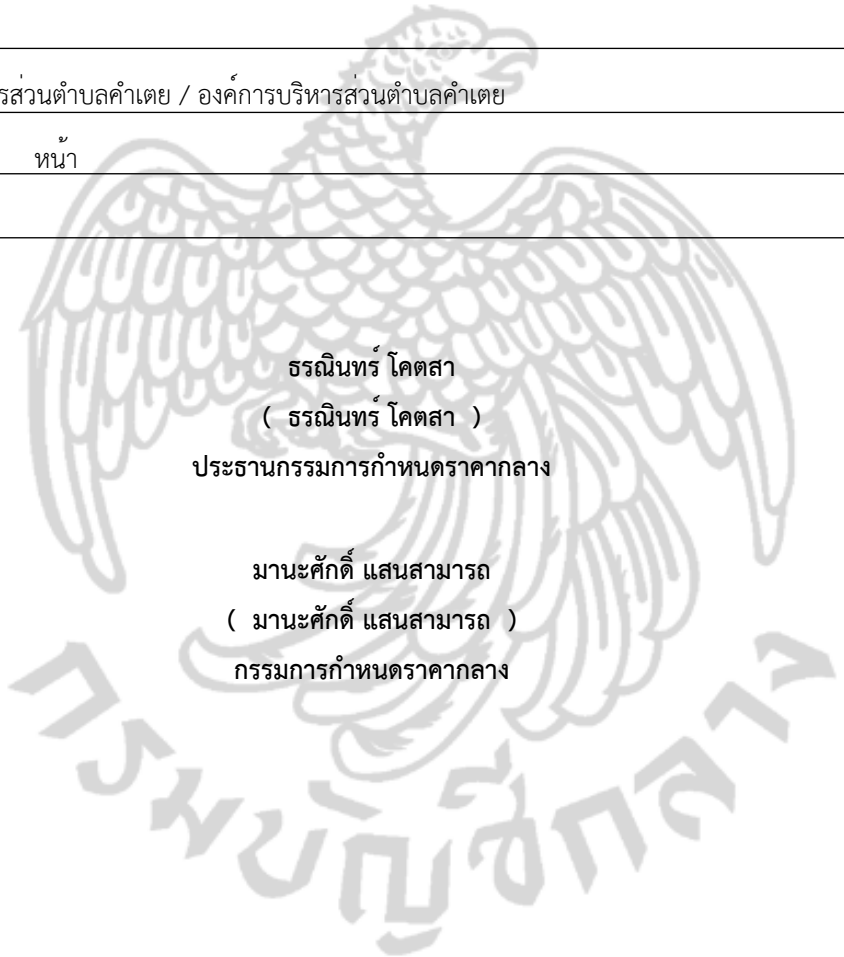 รส่วนตำบลคำเตย / องค์การบริหารส่วนตำบลคำเตย
หน้า
ธรณินทร์ โคตสา
( ธรณินทร์ โคตสา )
ประธานกรรมการกำหนดราคากลาง
มานะศักดิ์ แสนสามารถ
( มานะศักดิ์ แสนสามารถ )
กรรมการกำหนดราคากลาง
กรมบัญชีกลาง